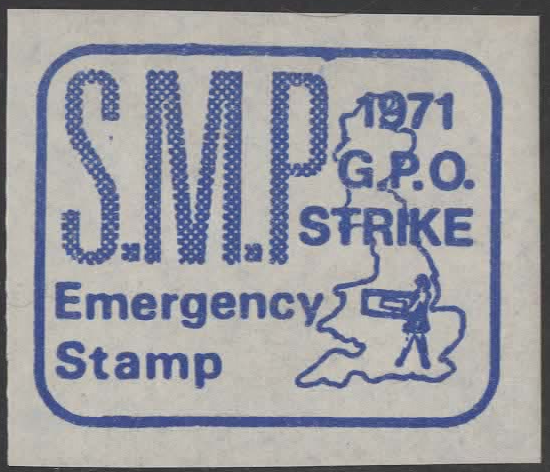 S.M.P
1971
G.P.O.
STRIKE
Emergency
Stamp